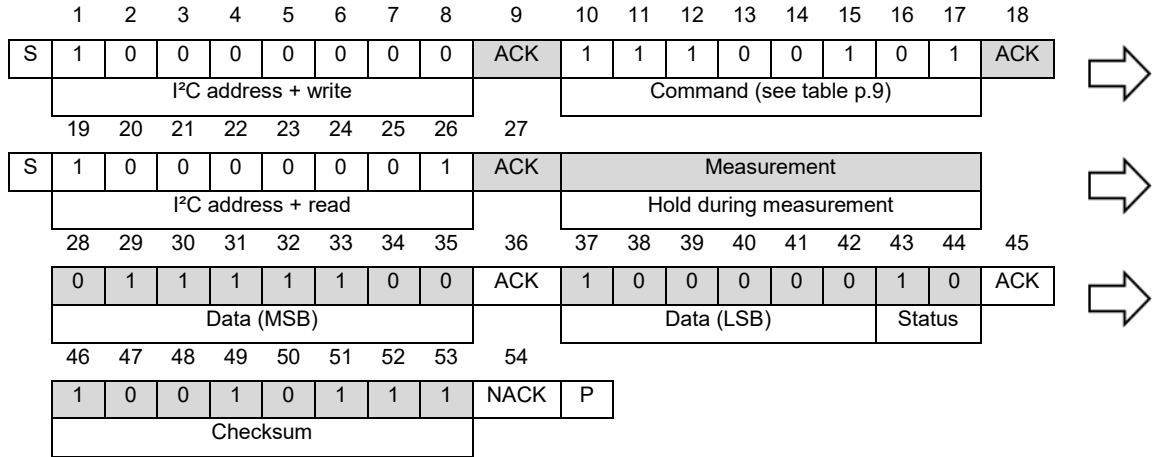 1 2 3 4 5 6 7 8 9 10 11 12 13 14 15 16 17 18
S 1 0 0 0 0 0 0 0 ACK 1 1 1 0 0 1 0 1 ACK
I²C address + write Command (see table p.9)
19 20 21 22 23 24 25 26 27
S 1 0 0 0 0 0 0 1 ACK Measurement
I²C address + read Hold during measurement
28 29 30 31 32 33 34 35 36 37 38 39 40 41 42 43 44 45
0 1 1 1 1 1 0 0 ACK 1 0 0 0 0 0 1 0 ACK
Data (MSB) Data (LSB) Status
46 47 48 49 50 51 52 53 54
1 0 0 1 0 1 1 1 NACK P
Checksum